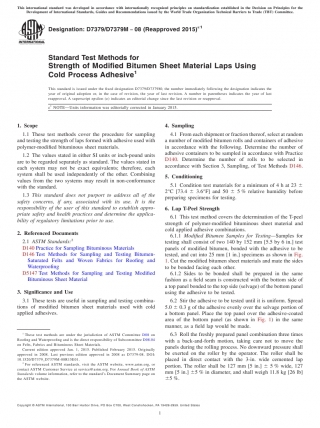 This international standard was developed in accordance with internationally recognized principles on standardization established in the Decision on Principles for the
Development of International Standards, Guides and Recommendations issued by the World Trade Organization Technical Barriers to Trade (TBT) Committee.
Designation: D7379/D7379M − 08 (Reapproved 2015)ε1
INTERNATIONAL
Standard Test Methods for
Strength of Modified Bitumen Sheet Material Laps Using
Cold Process Adhesive1
This standard is issued under the fixed designation D7379/D7379M; the number immediately following the designation indicates the
year of original adoption or, in the case of revision, the year of last revision. A number in parentheses indicates the year of last
reapproval. A superscript epsilon (ε) indicates an editorial change since the last revision or reapproval.
ε1 NOTE—Units information was editorially corrected in January 2015.
1. Scope
1.1 These test methods cover the procedure for sampling
and testing the strength of laps formed with adhesive used with
polymer-modified bituminous sheet materials.
1.2 The values stated in either SI units or inch-pound units
are to be regarded separately as standard. The values stated in
each system may not be exact equivalents; therefore, each
system shall be used independently of the other. Combining
values from the two systems may result in non-conformance
with the standard.
1.3 This standard does not purport to address all of the
safety concerns, if any, associated with its use. It is the
responsibility of the user of this standard to establish appro-
priate safety and health practices and determine the applica-
bility of regulatory limitations prior to use.
2. Referenced Documents
2.1 ASTM Standards:2
D140 Practice for Sampling Bituminous Materials
D146 Test Methods for Sampling and Testing Bitumen-
Saturated Felts and Woven Fabrics for Roofing and
Waterproofing
D5147 Test Methods for Sampling and Testing Modified
Bituminous Sheet Material
3. Significance and Use
3.1 These tests are useful in sampling and testing combina-
tions of modified bitumen sheet materials used with cold
applied adhesives.
1 These test methods are under the jurisdiction of ASTM Committee D08 on
Roofing and Waterproofing and is the direct responsibility of Subcommittee D08.04
on Felts, Fabrics and Bituminous Sheet Materials.
Current edition approved Jan. 1, 2015. Published February 2015. Originally
approved in 2008. Last previous edition approved in 2008 as
2 For referenced ASTM standards, visit the ASTM website, www.astm.org, or
contact ASTM Customer Service at service@astm.org. For Annual Book of ASTM
Standards volume information, refer to the standard's Document Summary page on
the ASTM website.
4. Sampling
4.1 From each shipment or fraction thereof, select at random
a number of modified bitumen rolls and containers of adhesive
in accordance with the following. Determine the number of
adhesive containers to be sampled in accordance with Practice
D140. Determine the number of rolls to be selected in
accordance with Section 3, Sampling, of Test Methods D146.
5. Conditioning
5.1 Condition test materials for a minimum of 4 h at 23 ±
2°C [73.4 ± 3.6°F] and 50 ± 5 % relative humidity before
preparing specimens for testing.
6. Lap T-Peel Strength
6.1 This test method covers the determination of the T-peel
strength of polymer-modified bituminous sheet material and
cold applied adhesive combinations.
6.1.1 Modified Bitumen Samples for Testing—Samples for
testing shall consist of two 140 by 152 mm [5.5 by 6 in.] test
panels of modified bitumen, bonded with the adhesive to be
tested, and cut into 25 mm [1 in.] specimens as shown in Fig.
1. Cut the modified bitumen sheet materials and mate the sides
to be bonded facing each other.
6.1.2 Sides to be bonded shall be prepared in the same
fashion as a field seam is constructed with the bottom side of
a top panel bonded to the top side (selvage) of the bottom panel
using the adhesive to be tested.
6.2 Stir the adhesive to be tested until it is uniform. Spread
5.0 ± 0.3 g of the adhesive evenly over the selvage portion of
a bottom panel. Place the top panel over the adhesive-coated
area of the bottom panel (as shown in Fig. 1) in the same
manner, as a field lap would be made.
6.3 Roll the freshly prepared panel combination three times
with a back-and-forth motion, taking care not to move the
panels during the rolling process. No downward pressure shall
be exerted on the roller by the operator. The roller shall be
placed in direct contact with the 3-in. wide cemented lap
portion. The roller shall be 127 mm [5 in.] ± 5 % wide, 127
mm [5 in.] ±5 % in diameter, and shall weigh 11.8 kg [26 lb]
±5 %.
1